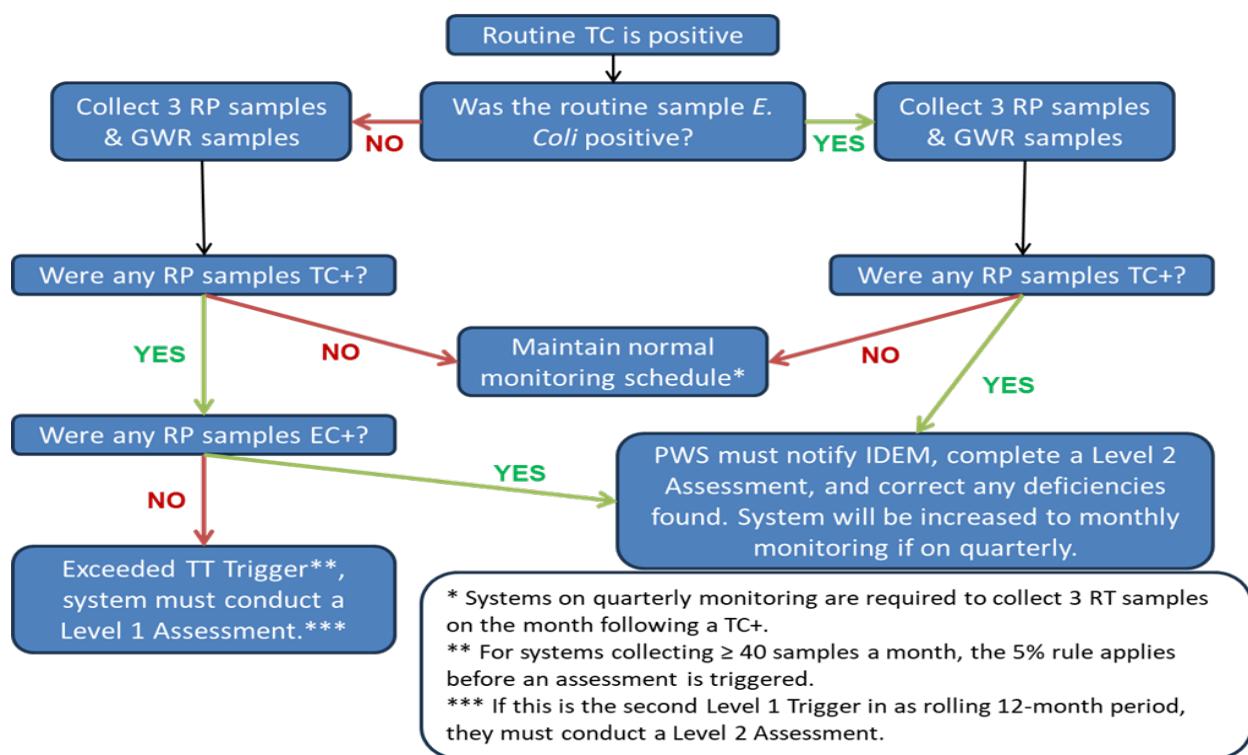 Routine TC is positive
Collect 3 RP samples
& GWR samples
NO
Was the routine sample E.
Coli positive?
YES
Collect 3 RP samples
& GWR samples
Were any RP samples TC+?
Were any RP samples TC+?
YES
NO
Maintain normal
monitoring schedule*
NO
YES
Were any RP samples EC+?
NO
YES
PWS must notify IDEM, complete a Level 2
Assessment, and correct any deficiencies
found. System will be increased to monthly
monitoring if on quarterly.
Exceeded TT Trigger**,
system must conduct a
Level 1 Assessment.***
* Systems on quarterly monitoring are required to collect 3 RT samples
on the month following a TC+.
** For systems collecting ≥ 40 samples a month, the 5% rule applies
before an assessment is triggered.
*** If this is the second Level 1 Trigger in as rolling 12-month period,
they must conduct a Level 2 Assessment.